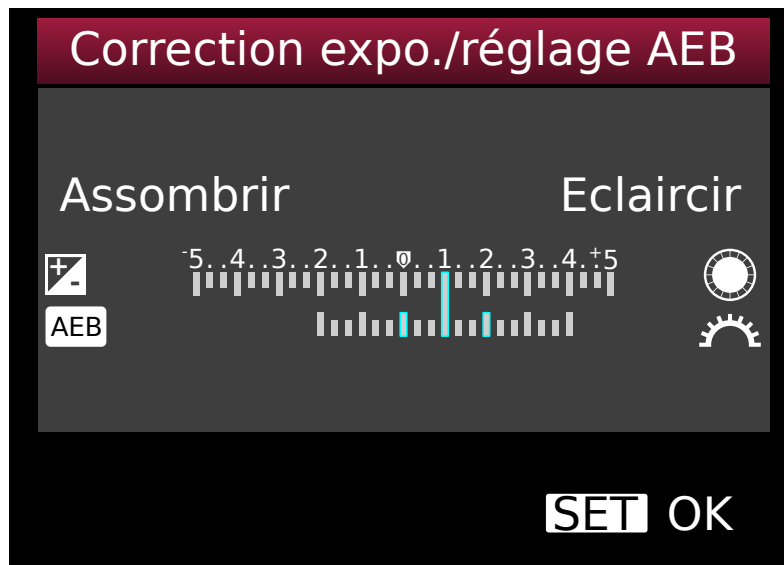 Correction expo./réglage AEB
Assombrir Eclaircir
+- -5..4..3..2..1..0..1..2..3..4.:+5
AEB
SET OK